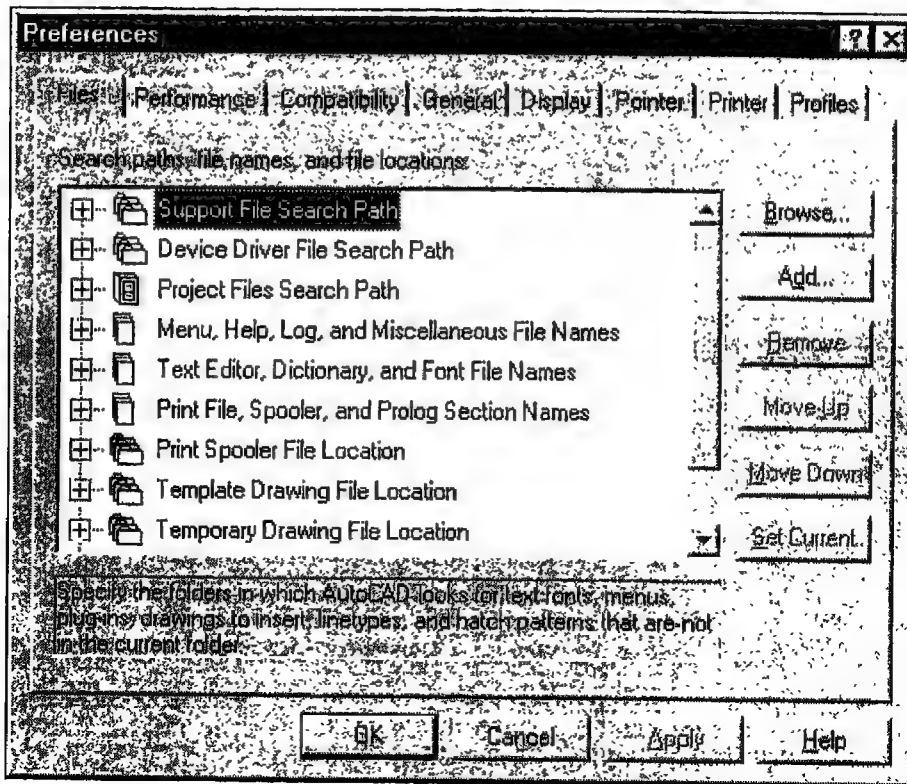 Preferences
Files Performance Compatibility General Display Pointer Printer Profiles
Search paths, file names, and file locations:
Support File Search Path
Device Driver File Search Path
Project Files Search Path
Menu, Help, Log, and Miscellaneous File Names
Text Editor, Dictionary, and Font File Names
Print File, Spooler, and Prolog Section Names
Print Spooler File Location
Template Drawing File Location
Temporary Drawing File Location
Browse...
Add...
Remove
Move Up
Move Down
Set Current
Specify the folders in which AutoCAD looks for text fonts, menus,
plug-ins, drawings to insert, linetypes, and hatch patterns that are not
in the current folder.
OK Cancel Apply Help